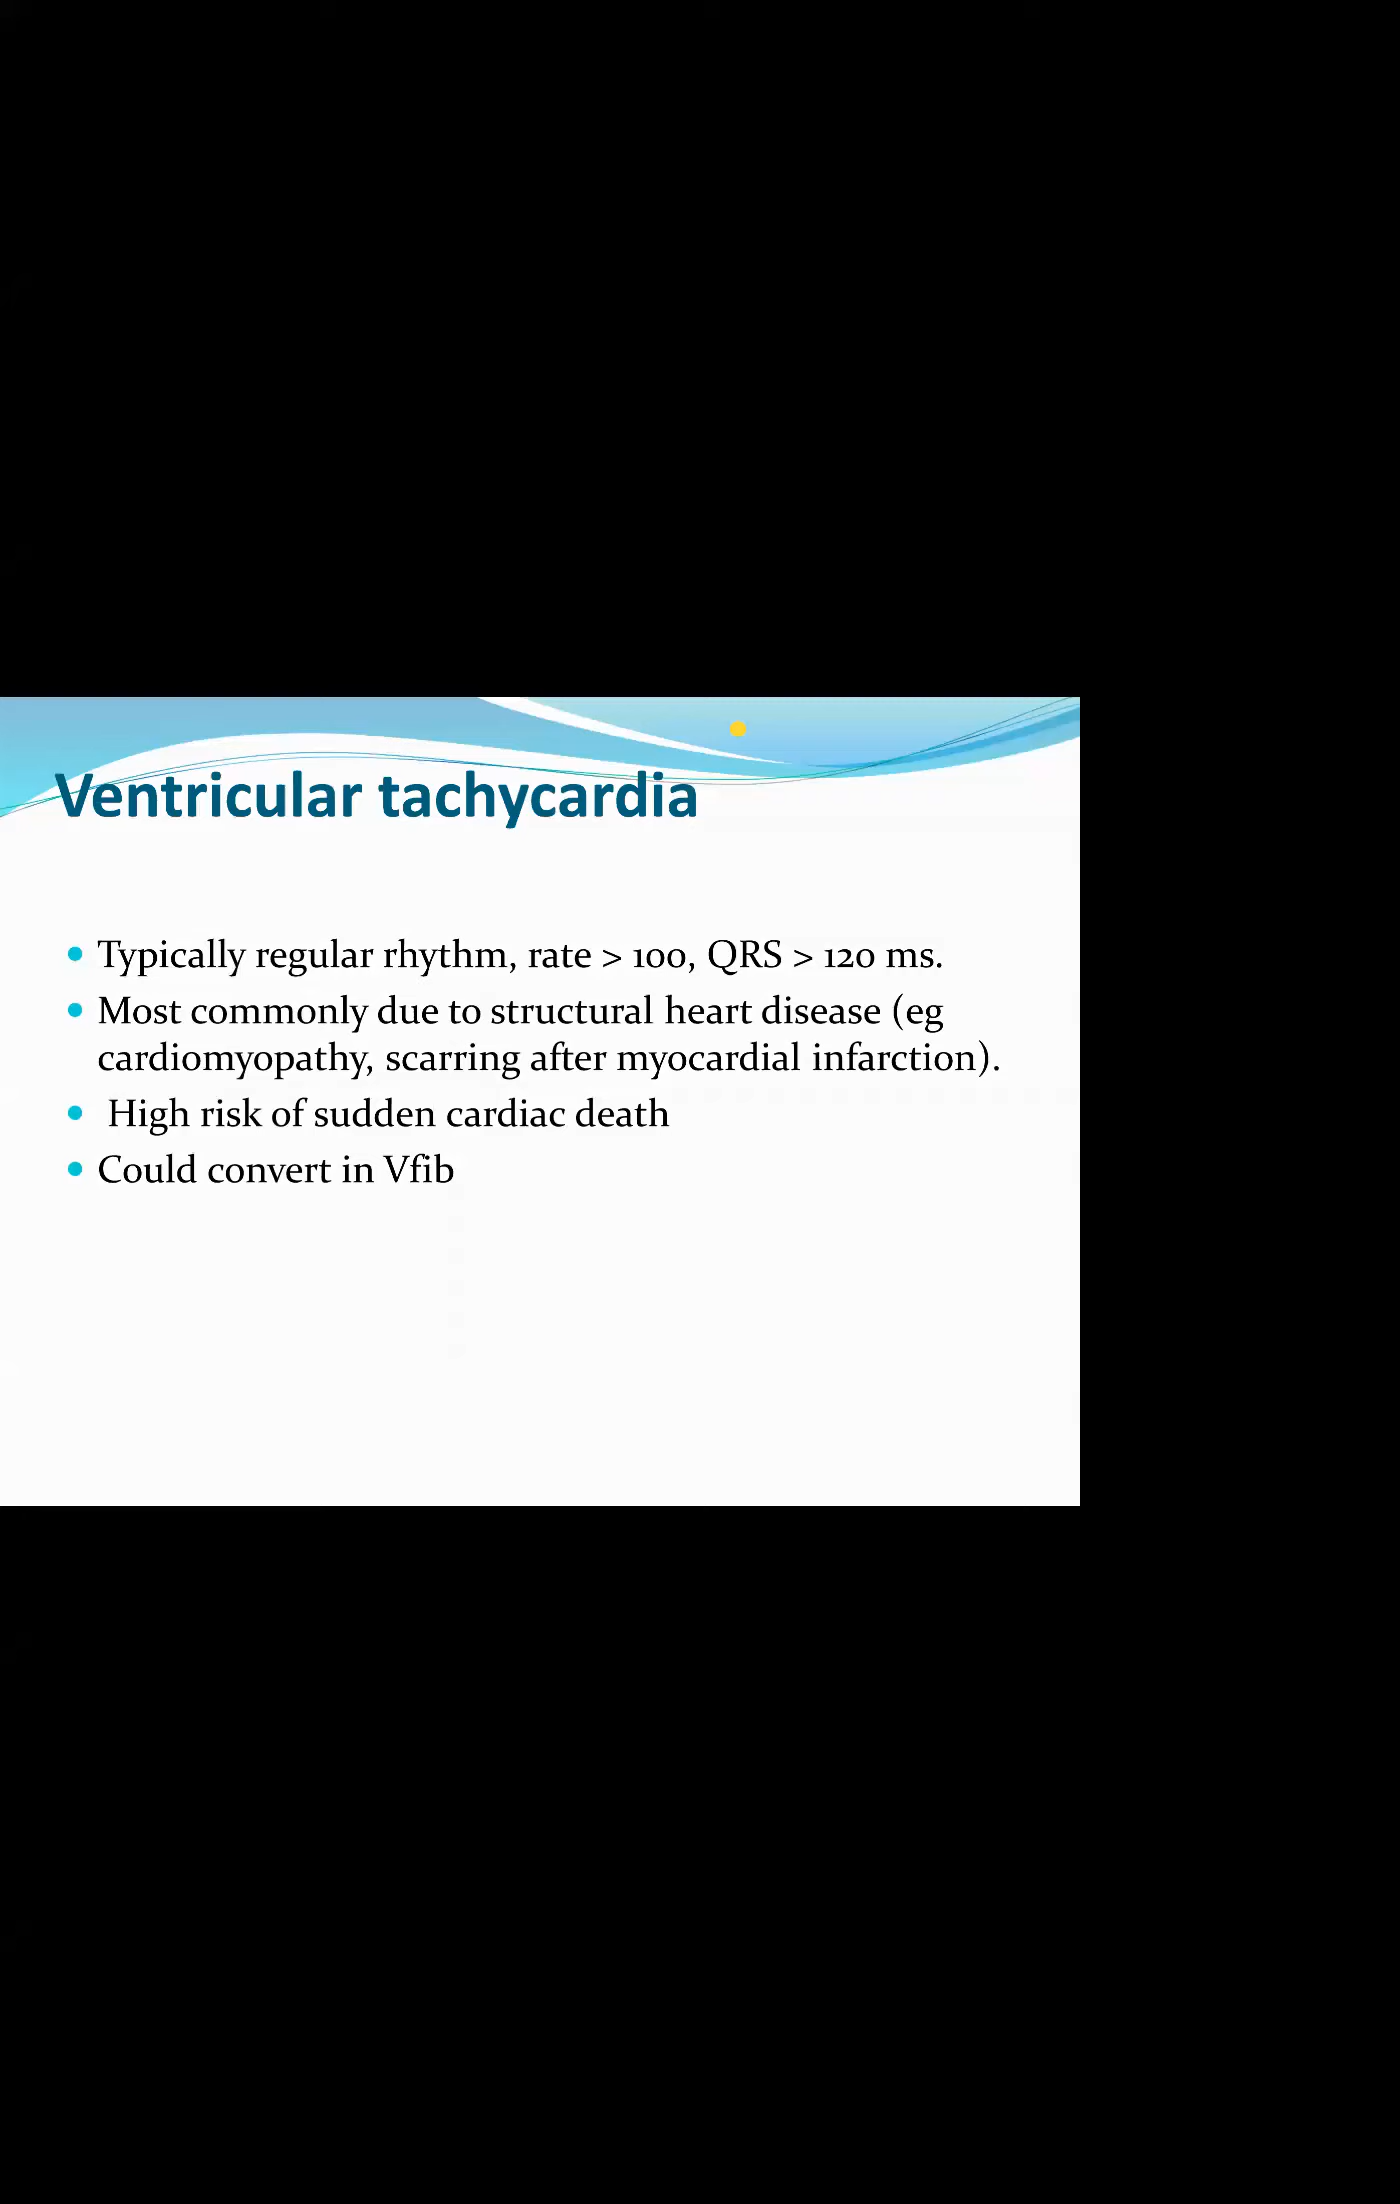 Ventricular tachycardia
• Typically regular rhythm, rate > 100, QRS > 120 ms.
• Most commonly due to structural heart disease (eg
cardiomyopathy, scarring after myocardial infarction).
• High risk of sudden cardiac death
• Could convert in Vfib